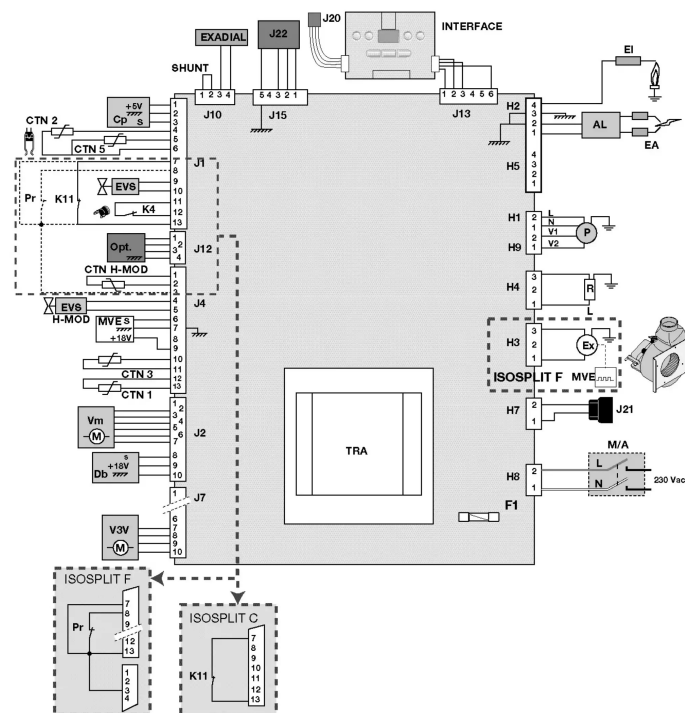 INTERFACE
J20
EXADIAL
J22
SHUNT
1 2 3 4
J10
5 4 3 2 1
J15
1 2 3 4 5 6
J13
EI
H2
4
3
2
1
AL
EA
H5
4
3
2
1
+5V
Cp s
CTN 2
CTN 5
1
2
3
4
5
6
7
8
9
10
11
12
13
J1
Pr
K11
EVS
K4
Opt.
1
2
3
4
J12
CTN H-MOD
1
2
3
4
5
6
7
8
9
10
11
12
13
J4
EVS
H-MOD
MVE s
+18V
CTN 3
CTN 1
H1
2
1
L
N
V1
V2
P
H9
2
1
H4
3
2
1
R
L
H3
3
2
1
Ex
ISOSPLIT F
MVE
H7
2
1
J21
M/A
H8
2
1
L
N
230 Vac
F1
TRA
Vm
M
1
2
3
4
5
6
7
J2
Db
s
+18V
8
9
10
1
J7
6
7
8
9
10
V3V
M
ISOSPLIT F
Pr
7
8
9
12
13
1
2
3
4
ISOSPLIT C
K11
7
8
9
10
11
12
13